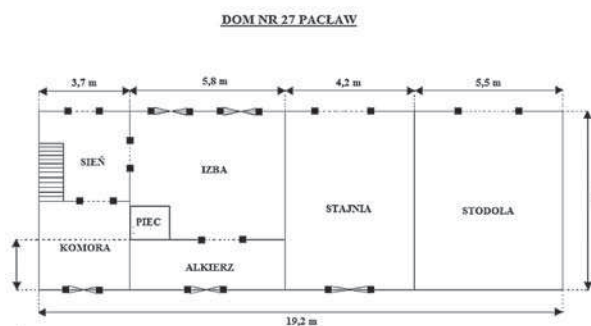 DOM NR 27 PACŁAW
3,7 m 5,8 m 4,2 m 5,5 m
SIEŃ
IZBA
STAJNIA
STODOLA
PIEC
KOMORA
ALKIERZ
19,2 m